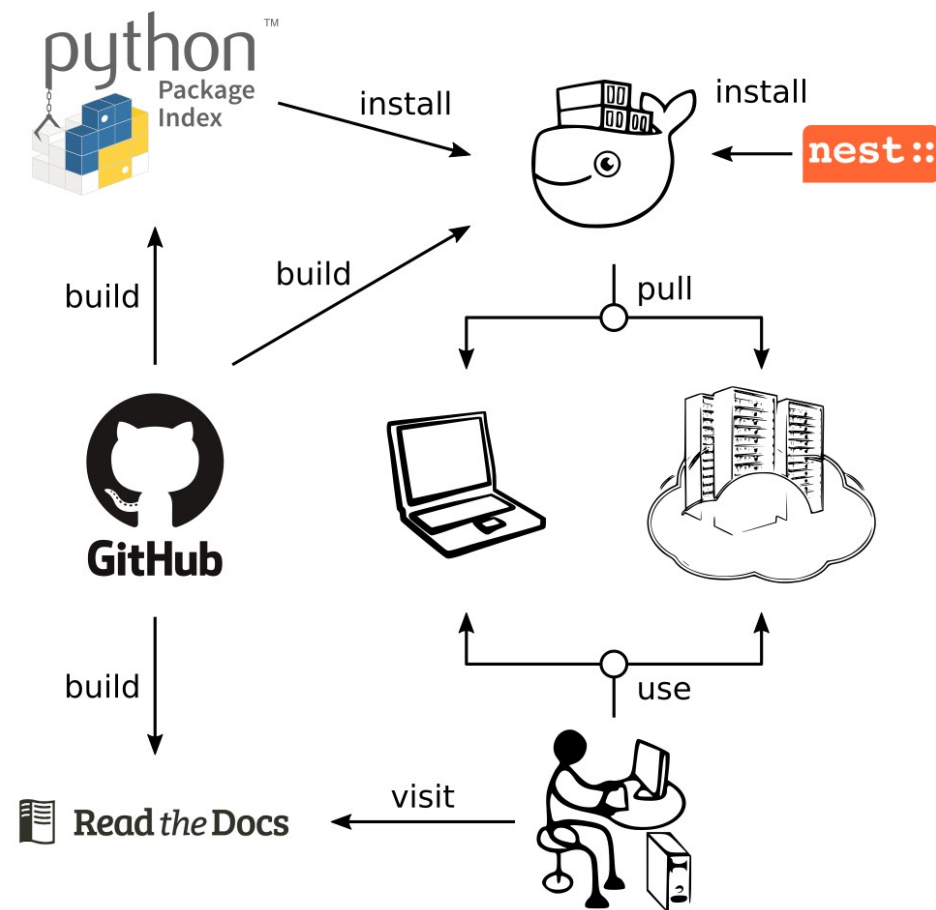 python™
Package
Index
install
install
nest::
build
build
pull
GitHub
build
use
visit
Read the Docs